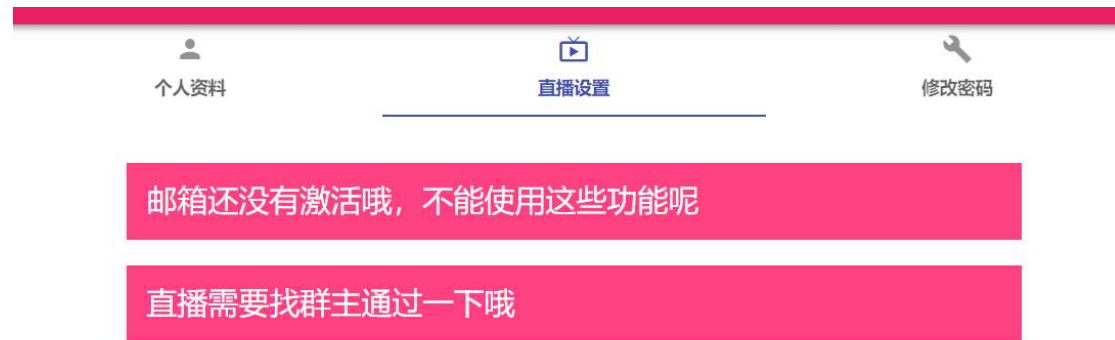 个人资料
直播设置
修改密码
邮箱还没有激活哦，不能使用这些功能呢
直播需要找群主通过一下哦